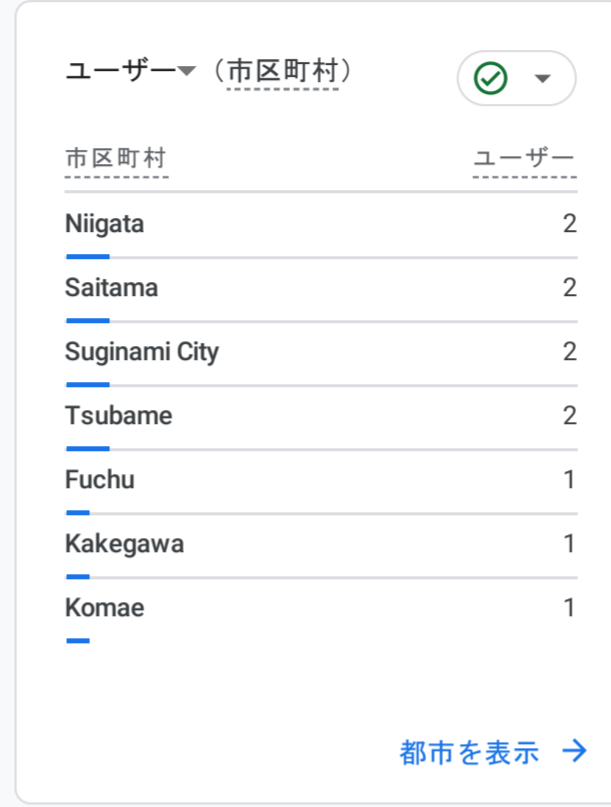 ユーザー（市区町村）
市区町村 ユーザー
Niigata 2
Saitama 2
Suginami City 2
Tsubame 2
Fuchu 1
Kakegawa 1
Komae 1
都市を表示